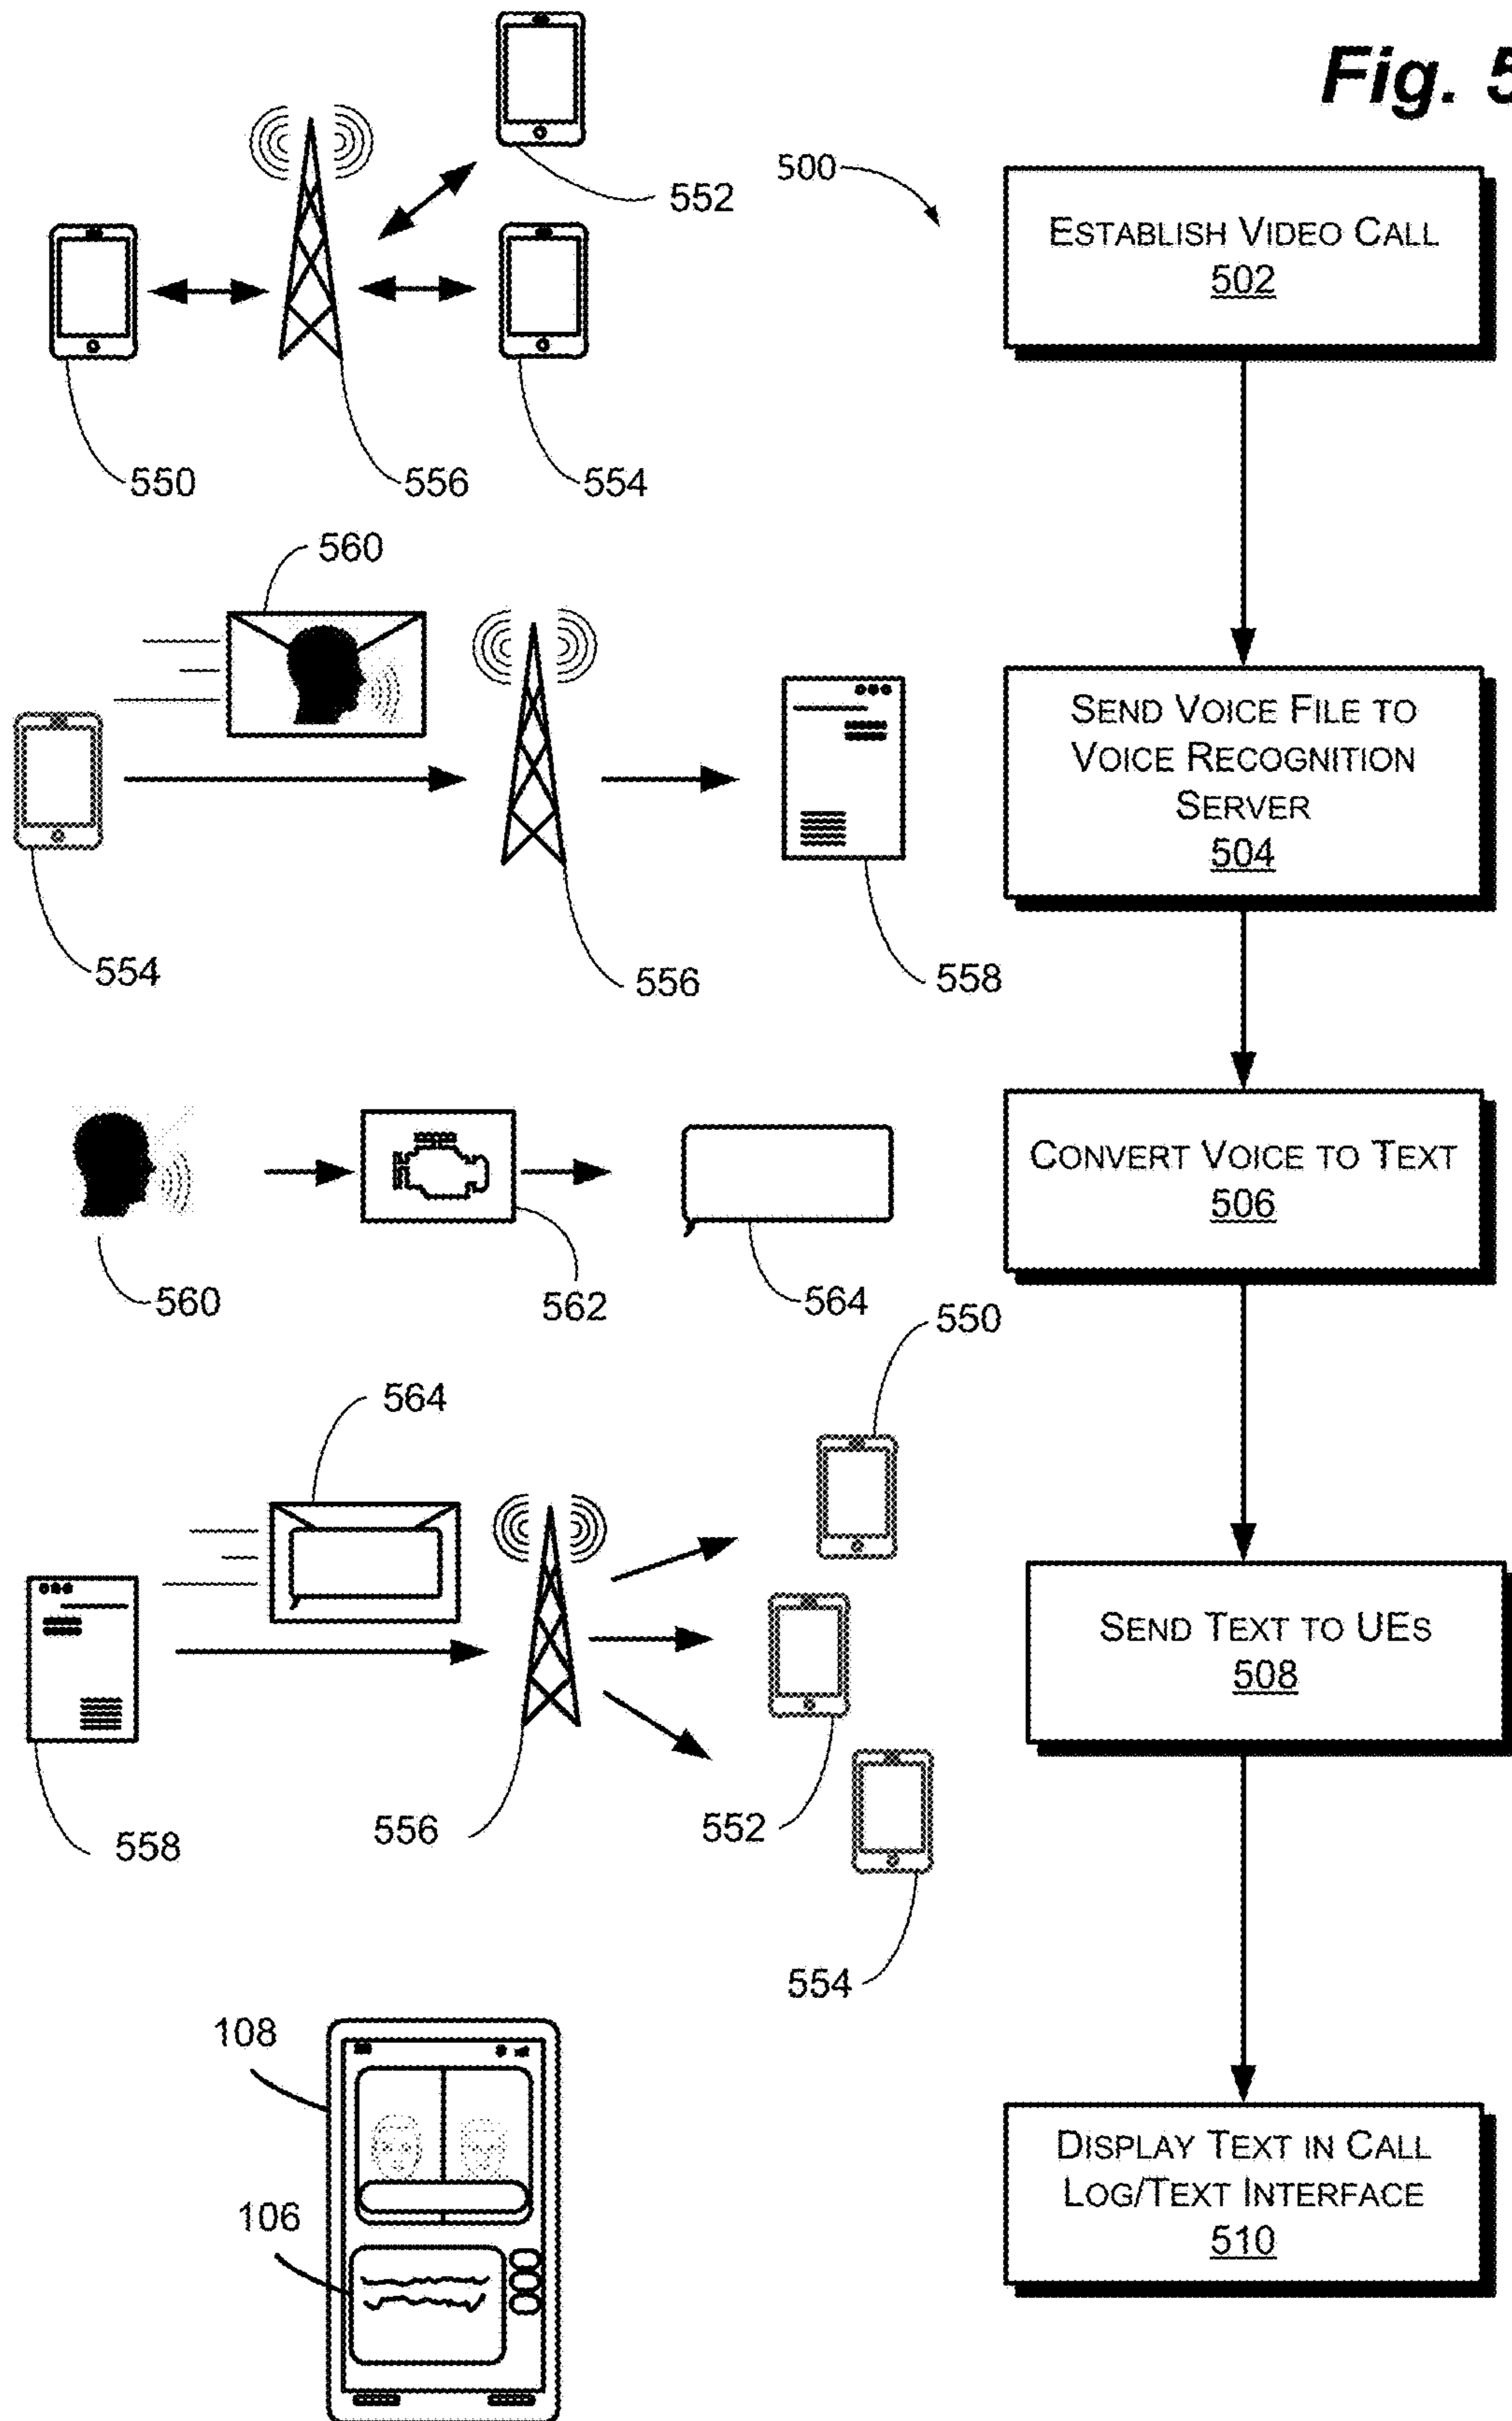 Fig. 5
552
500
ESTABLISH VIDEO CALL
502
550
556
554
560
SEND VOICE FILE TO
VOICE RECOGNITION
SERVER
504
554
556
558
CONVERT VOICE TO TEXT
506
560
562
564
550
564
SEND TEXT TO UES
508
558
556
552
554
108
106
DISPLAY TEXT IN CALL
LOG/TEXT INTERFACE
510